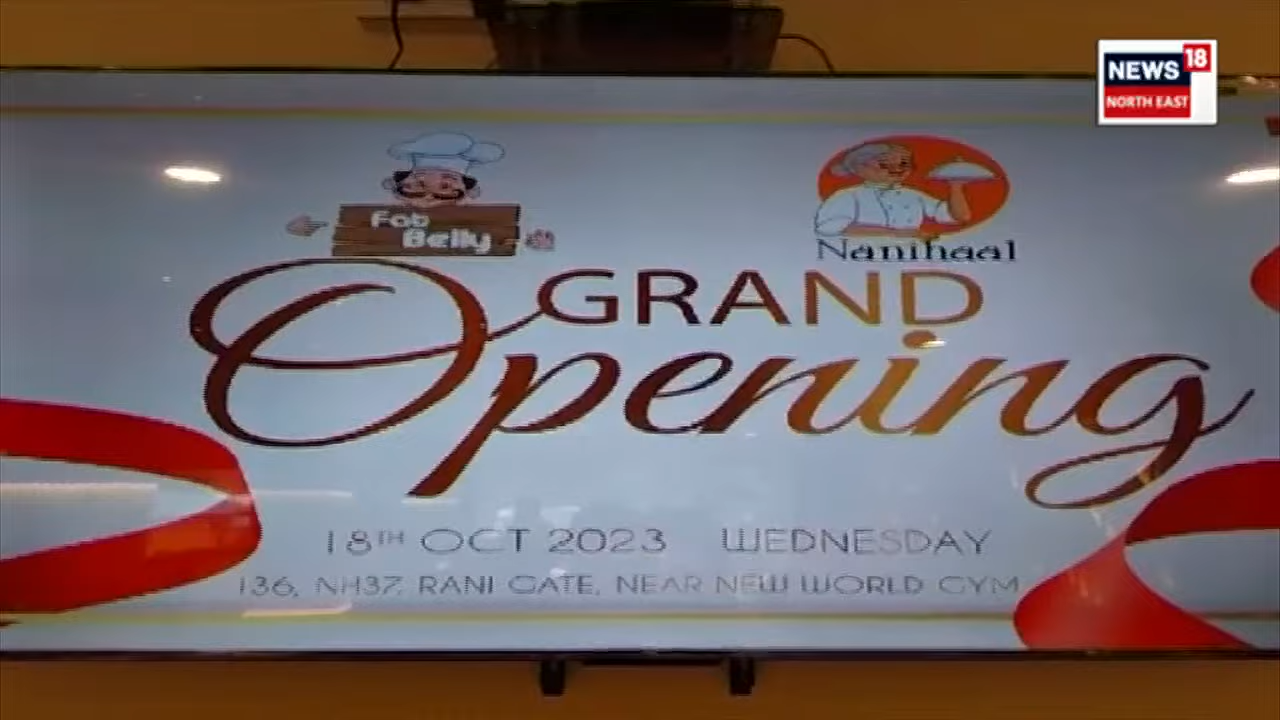 NEWS 18
NORTH EAST
Fat
Belly
Nanihaal
GRAND
Opening
18TH OCT 2023 WEDNESDAY
136, NH37, RANI GATE, NEAR NEW WORLD GYM